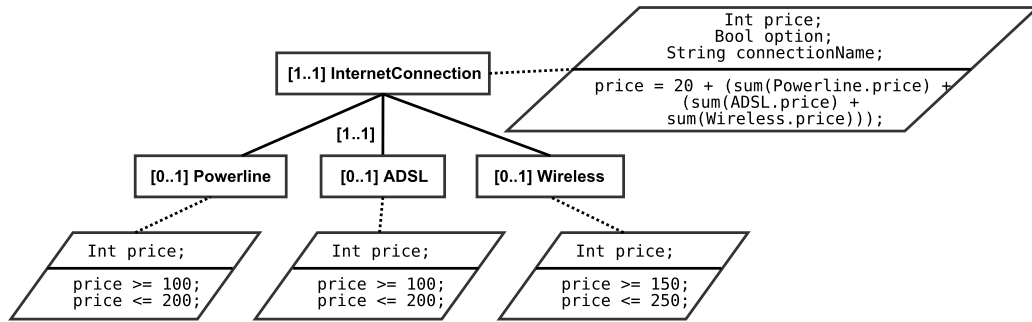 Int price;
Bool option;
String connectionName;
[1..1] InternetConnection
price = 20 + (sum(Powerline.price) +
(sum(ADSL.price) +
sum(Wireless.price)));
[1..1]
[0..1] Powerline
[0..1] ADSL
[0..1] Wireless
Int price;
price >= 100;
price <= 200;
Int price;
price >= 100;
price <= 200;
Int price;
price >= 150;
price <= 250;